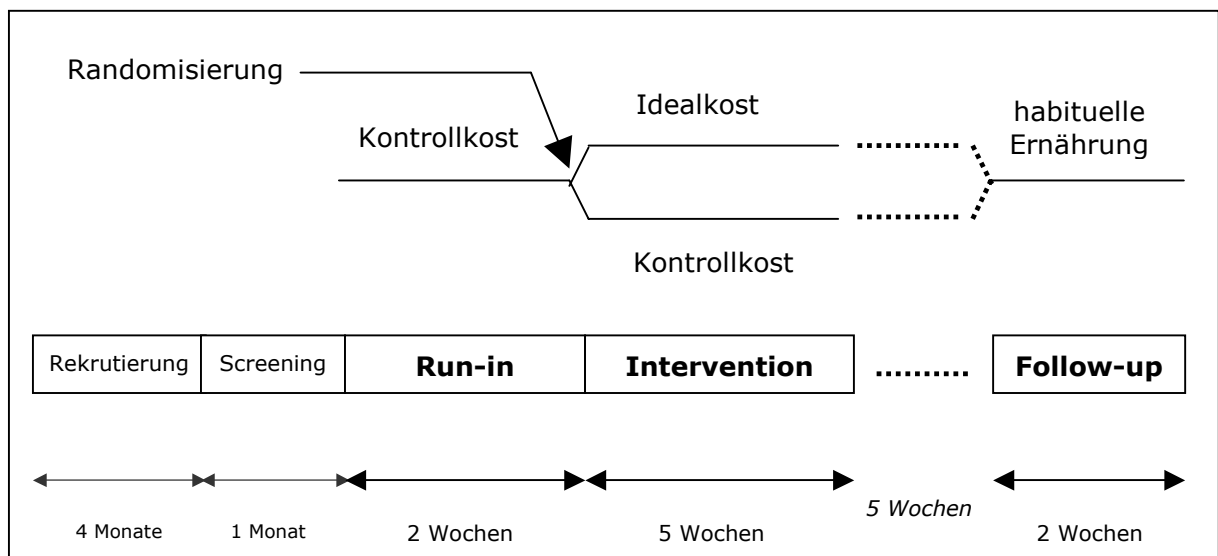 Randomisierung
Idealkost
habituelle
Ernährung
Kontrollkost
Kontrollkost
Rekrutierung
Screening
Run-in
Intervention
..........
Follow-up
4 Monate
1 Monat
2 Wochen
5 Wochen
5 Wochen
2 Wochen